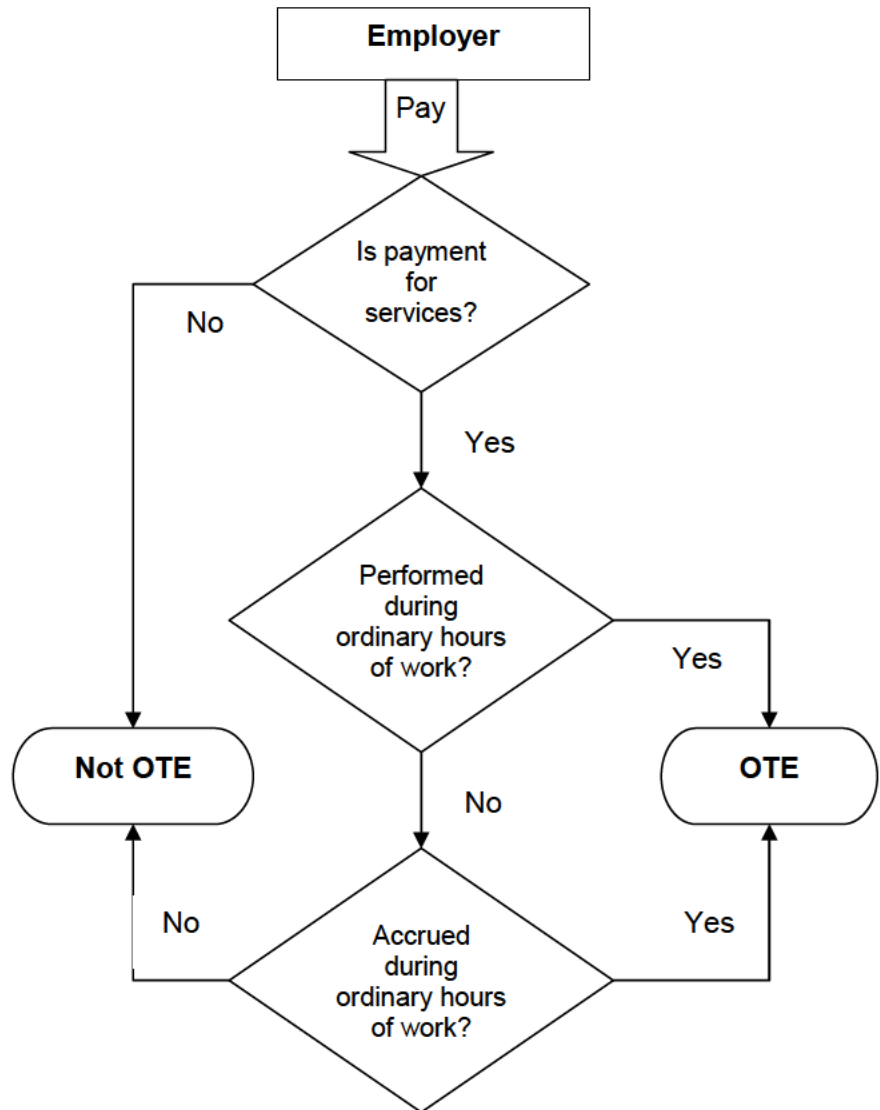 Employer
Pay
Is payment
for
services?
No
Yes
Performed
during
ordinary hours
of work?
Yes
Not OTE
OTE
No
No
Yes
Accrued
during
ordinary hours
of work?